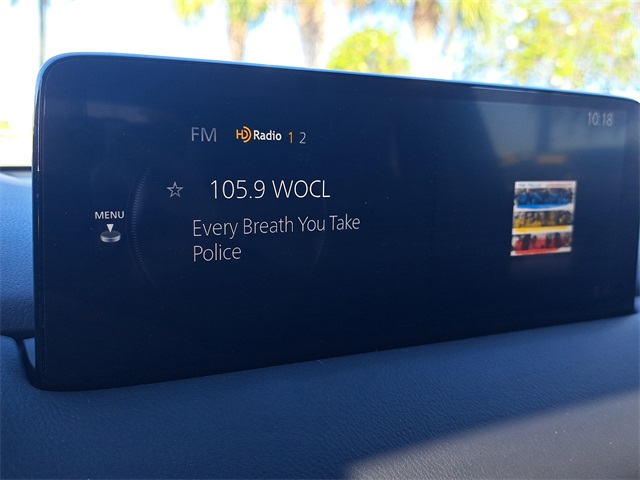 10:18
FM HD Radio 1 2
105.9 WOCL
MENU
Every Breath You Take
Police